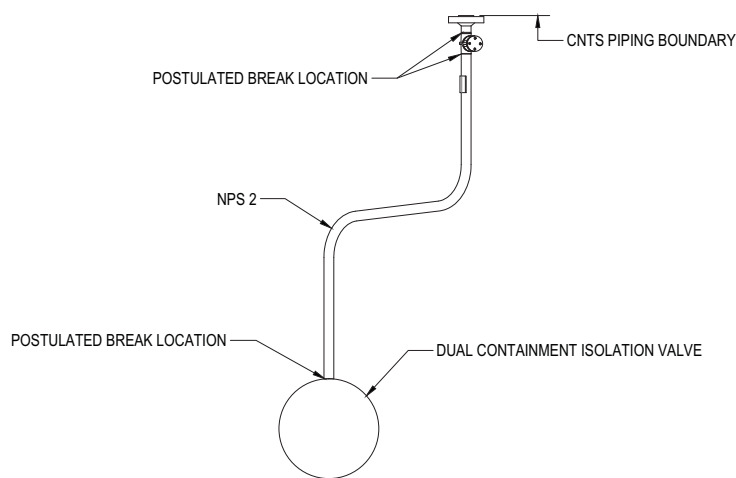 CNTS PIPING BOUNDARY
POSTULATED BREAK LOCATION
NPS 2
POSTULATED BREAK LOCATION
DUAL CONTAINMENT ISOLATION VALVE